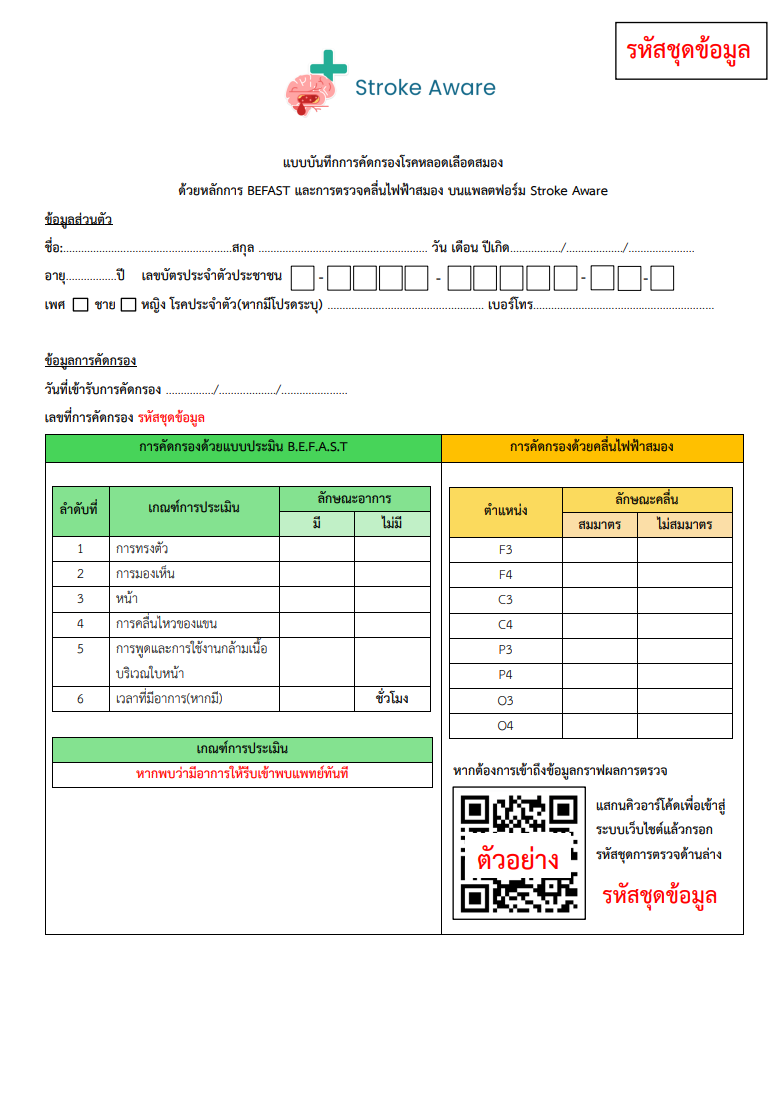 รหัสชุดข้อมูล
Stroke Aware
แบบบันทึกการคัดกรองโรคหลอดเลือดสมอง
ด้วยหลักการ BEFAST และการตรวจคลื่นไฟฟ้าสมอง บนแพลตฟอร์ม Stroke Aware
ข้อมูลส่วนตัว
ชื่อ:..........................................สกุล .......................................... วัน เดือน ปีเกิด............./.............../................
อายุ.............ปี เลขบัตรประจำตัวประชาชน - - - -
เพศ ชาย หญิง โรคประจำตัว(หากมีโปรดระบุ) ....................................... เบอร์โทร.............................................
ข้อมูลการคัดกรอง
วันที่เข้ารับการคัดกรอง ............/.............../.................
เลขที่การคัดกรอง รหัสชุดข้อมูล
การคัดกรองด้วยแบบประมิน B.E.F.A.S.T
ลำดับที่ เกณฑ์การประเมิน ลักษณะอาการ
มี ไม่มี
1 การทรงตัว
2 การมองเห็น
3 หน้า
4 การคลื่นไหวของแขน
5 การพูดและการใช้งานกล้ามเนื้อ
บริเวณใบหน้า
6 เวลาที่มีอาการ(หากมี) ชั่วโมง
เกณฑ์การประเมิน
หากพบว่ามีอาการให้รีบเข้าพบแพทย์ทันที
การคัดกรองด้วยคลื่นไฟฟ้าสมอง
ตำแหน่ง ลักษณะคลื่น
สมมาตร ไม่สมมาตร
F3
F4
C3
C4
P3
P4
O3
O4
หากต้องการเข้าถึงข้อมูลกราฟผลการตรวจ
ตัวอย่าง
แสกนคิวอาร์โค้ดเพื่อเข้าสู่
ระบบเว็บไซต์แล้วกรอก
รหัสชุดการตรวจด้านล่าง
รหัสชุดข้อมูล